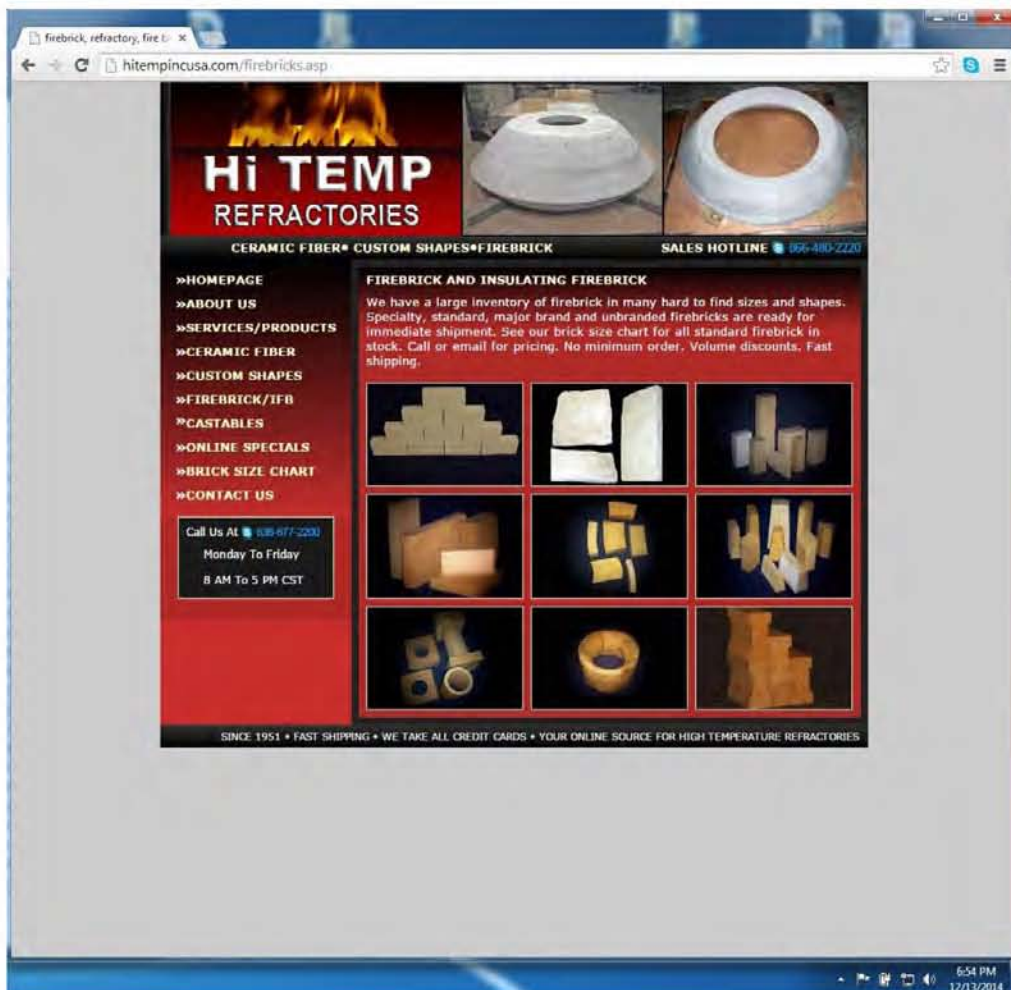 firebrick, refractory, fire b
hitempincusa.com/firebricks.asp
Hi TEMP
REFRACTORIES
CERAMIC FIBER• CUSTOM SHAPES•FIREBRICK
SALES HOTLINE 866-480-2220
»HOMEPAGE
»ABOUT US
»SERVICES/PRODUCTS
»CERAMIC FIBER
»CUSTOM SHAPES
»FIREBRICK/IFB
»CASTABLES
»ONLINE SPECIALS
»BRICK SIZE CHART
»CONTACT US
Call Us At 636-677-2200
Monday To Friday
8 AM To 5 PM CST
FIREBRICK AND INSULATING FIREBRICK
We have a large inventory of firebrick in many hard to find sizes and shapes.
Specialty, standard, major brand and unbranded firebricks are ready for
immediate shipment. See our brick size chart for all standard firebrick in
stock. Call or email for pricing. No minimum order. Volume discounts. Fast
shipping.
SINCE 1951 • FAST SHIPPING • WE TAKE ALL CREDIT CARDS • YOUR ONLINE SOURCE FOR HIGH TEMPERATURE REFRACTORIES
6:54 PM
12/13/2014